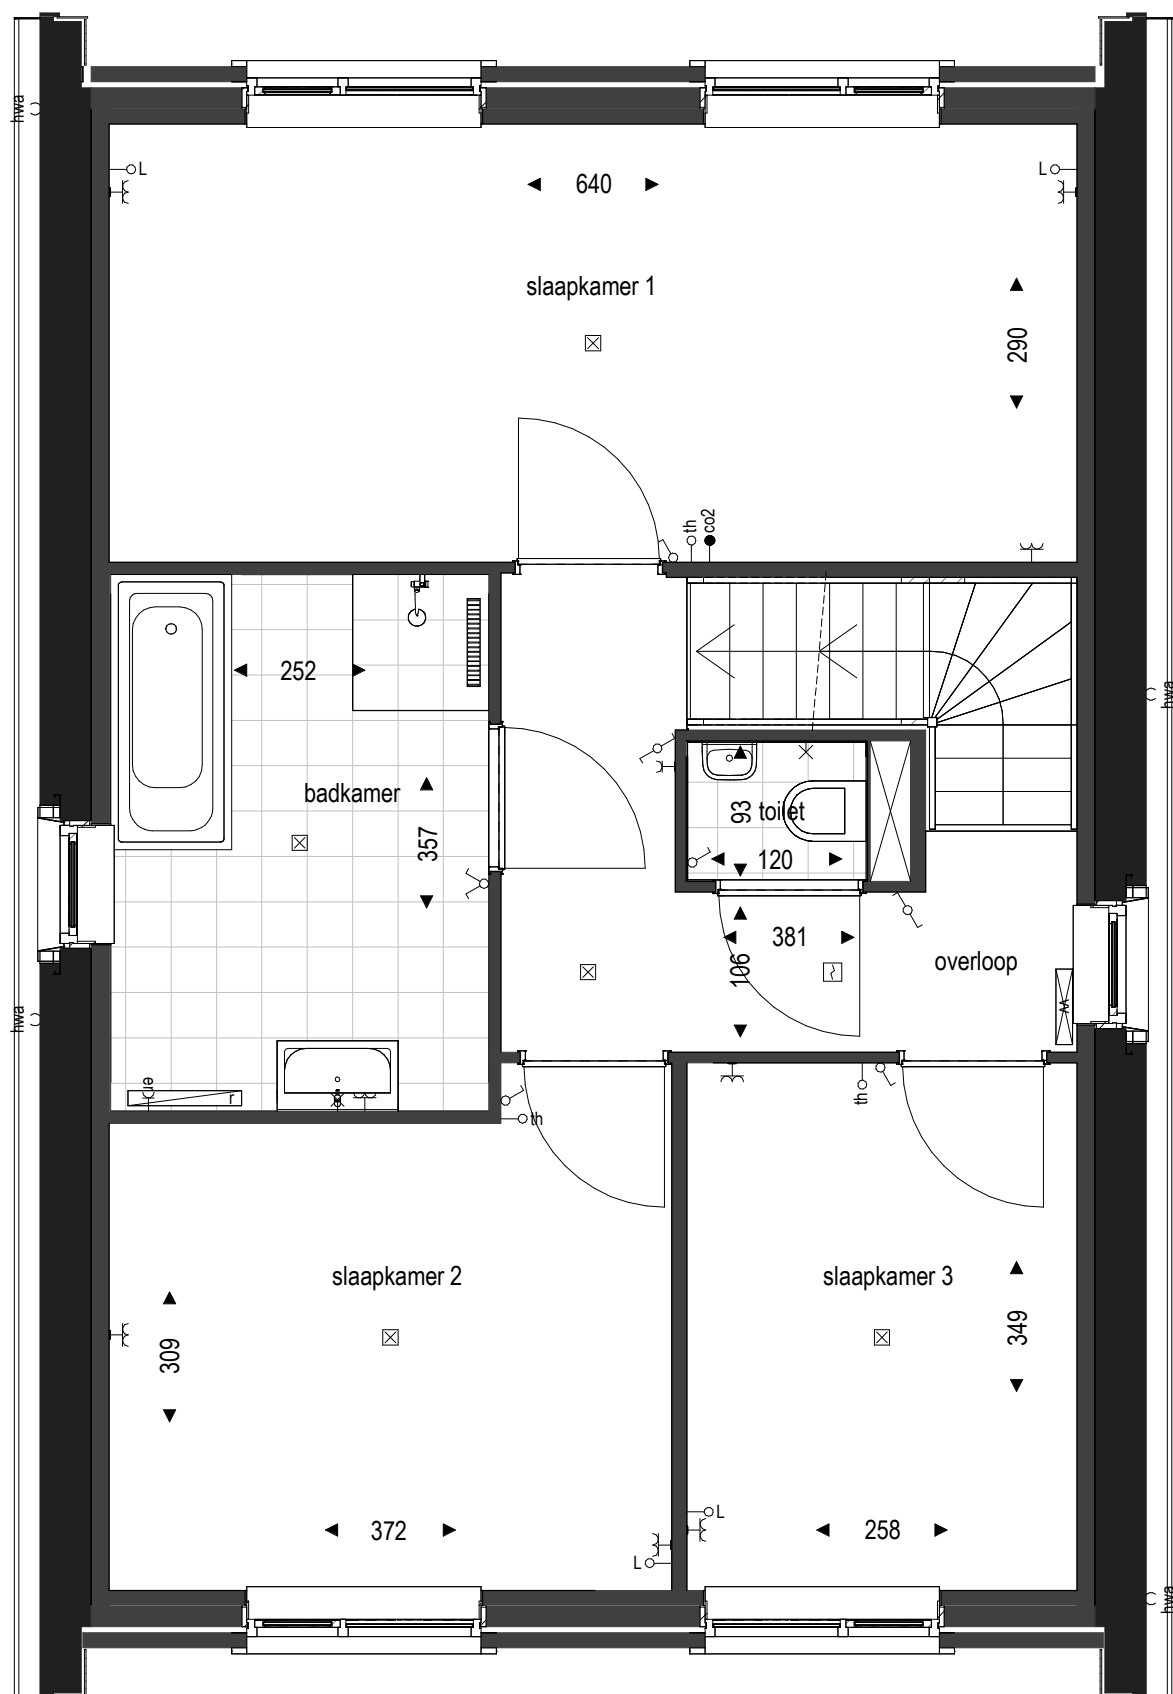 hwa
L
640
L
slaapkamer 1
290
th
co2
252
hwa
badkamer
357
93
toilet
120
381
106
overloop
hwa
r
th
th
slaapkamer 2
slaapkamer 3
309
349
372
258
L
L
hwa